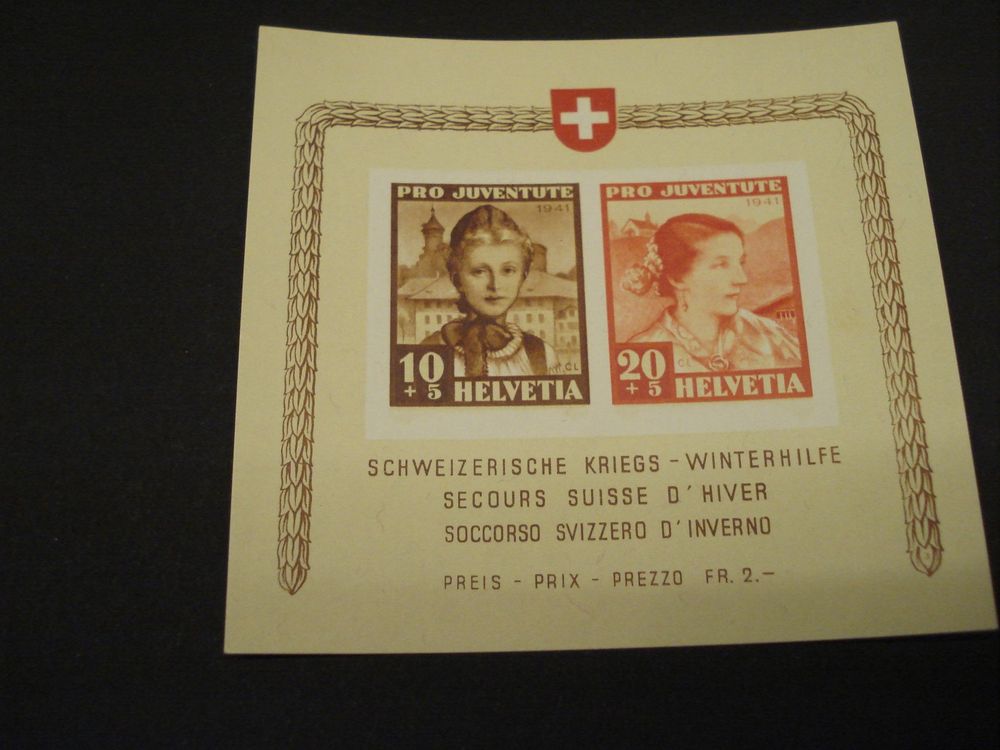 PRO JUVENTUTE
1941
10
+ 5
HELVETIA
PRO JUVENTUTE
1941
20
+ 5
HELVETIA
SCHWEIZERISCHE KRIEGS - WINTERHILFE
SECOURS SUISSE D'HIVER
SOCCORSO SVIZZERO D'INVERNO
PREIS - PRIX - PREZZO FR. 2.–